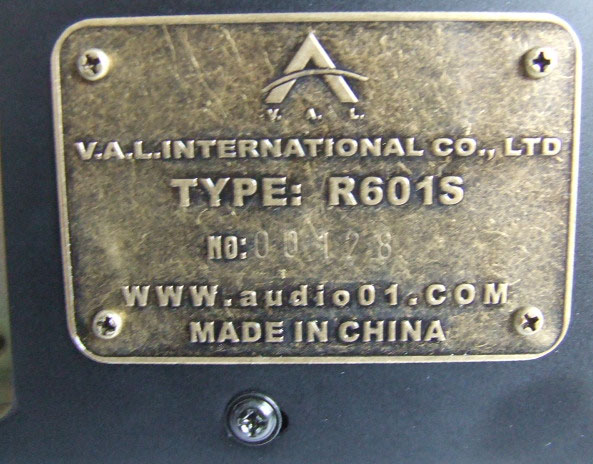 V. A. L.
V.A.L.INTERNATIONAL CO., LTD
TYPE: R601S
NO: 00128
WWW.audio01.COM
MADE IN CHINA